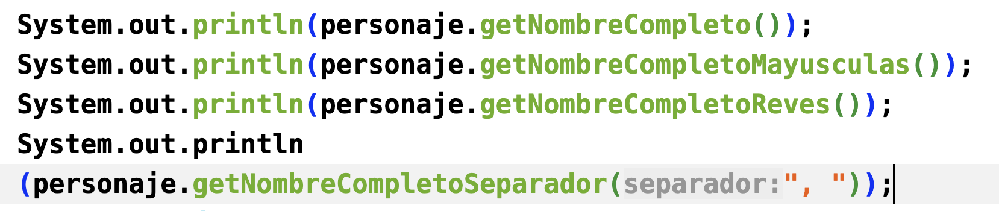 System.out.println(personaje.getNombreCompleto());
System.out.println(personaje.getNombreCompletoMayusculas());
System.out.println(personaje.getNombreCompletoReves());
System.out.println
(personaje.getNombreCompletoSeparador(separador:", "));